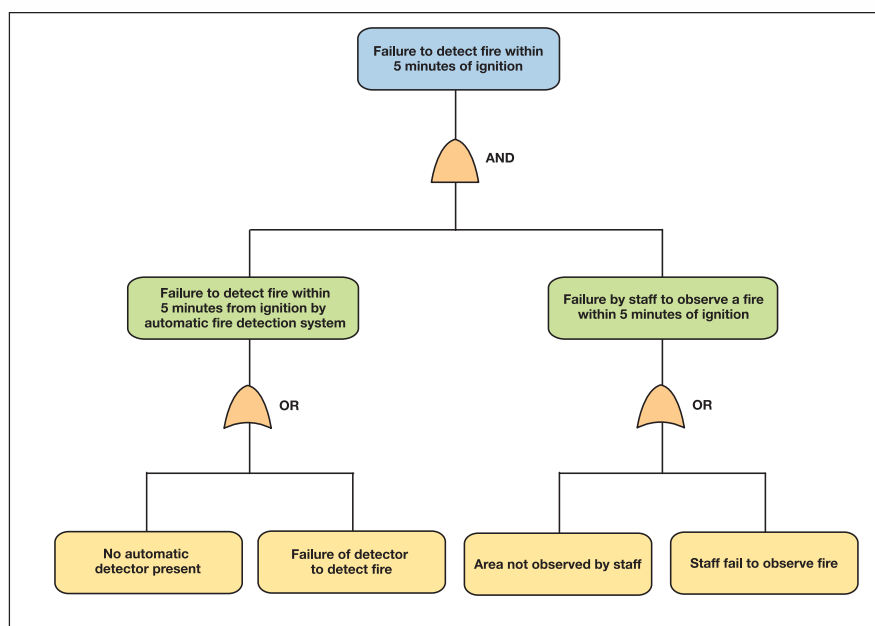 Failure to detect fire within
5 minutes of ignition
AND
Failure to detect fire within
5 minutes from ignition by
automatic fire detection system
Failure by staff to observe a fire
within 5 minutes of ignition
OR
OR
No automatic
detector present
Failure of detector
to detect fire
Area not observed by staff
Staff fail to observe fire